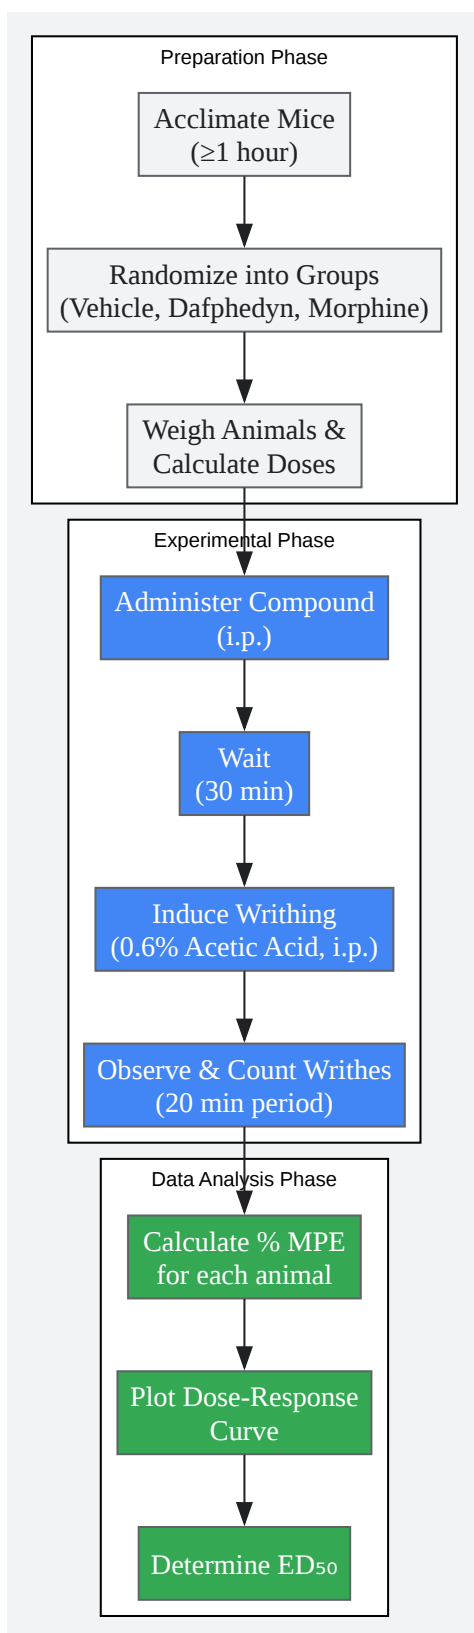 Preparation Phase
Acclimate Mice
(≥1 hour)
Randomize into Groups
(Vehicle, Dafphedyn, Morphine)
Weigh Animals &
Calculate Doses
Experimental Phase
Administer Compound
(i.p.)
Wait
(30 min)
Induce Writhing
(0.6% Acetic Acid, i.p.)
Observe & Count Writhes
(20 min period)
Data Analysis Phase
Calculate % MPE
for each animal
Plot Dose-Response
Curve
Determine ED₅₀